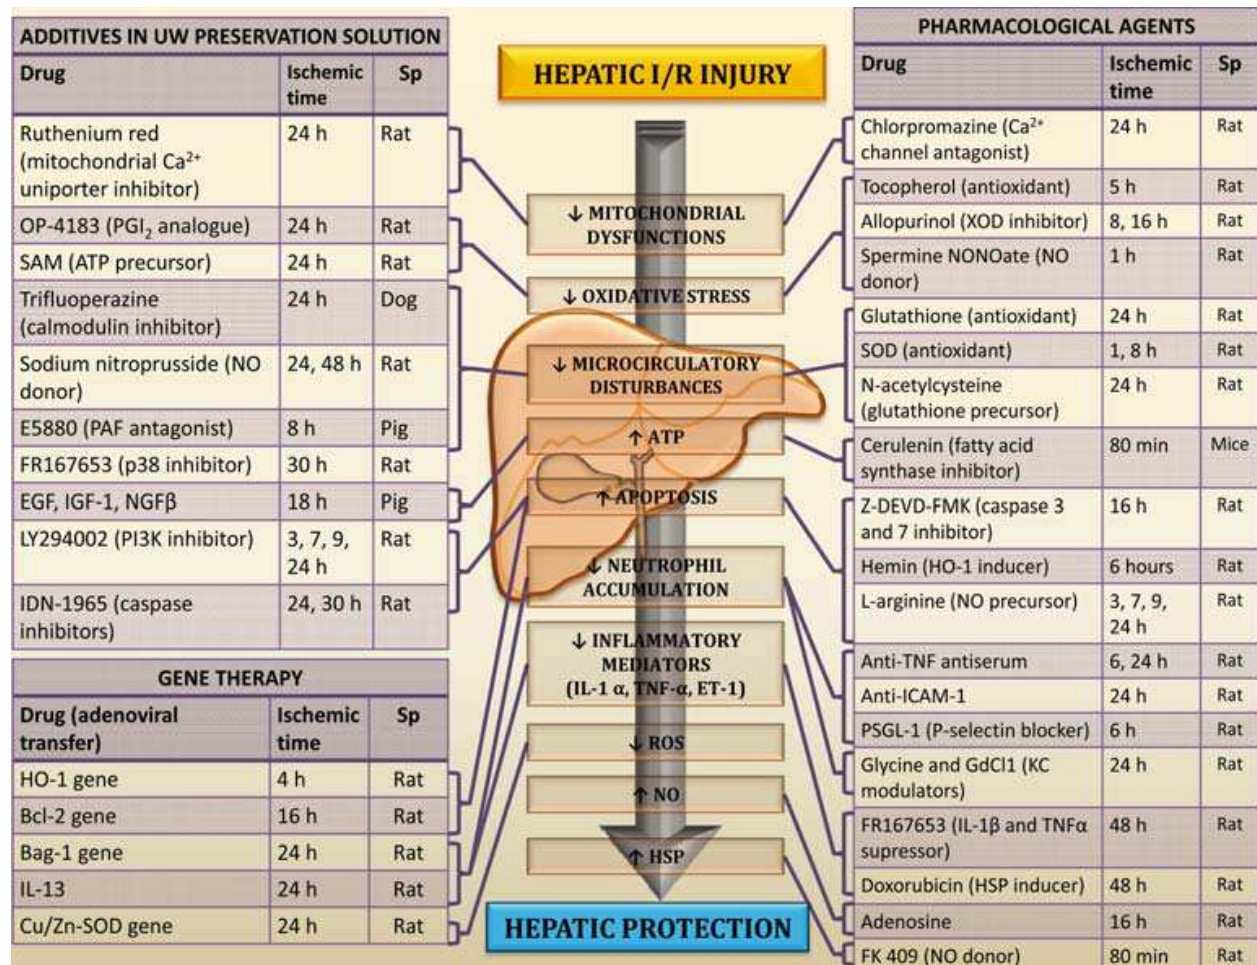 ADDITIVES IN UW PRESERVATION SOLUTION
Drug Ischemic Sp
time
Ruthenium red 24 h Rat
(mitochondrial Ca²⁺
uniporter inhibitor)
OP-4183 (PGI₂ analogue) 24 h Rat
SAM (ATP precursor) 24 h Rat
Trifluoperazine 24 h Dog
(calmodulin inhibitor)
Sodium nitroprusside (NO 24, 48 h Rat
donor)
E5880 (PAF antagonist) 8 h Pig
FR167653 (p38 inhibitor) 30 h Rat
EGF, IGF-1, NGFβ 18 h Pig
LY294002 (PI3K inhibitor) 3, 7, 9, Rat
24 h
IDN-1965 (caspase 24, 30 h Rat
inhibitors)
GENE THERAPY
Drug (adenoviral Ischemic Sp
transfer) time
HO-1 gene 4 h Rat
Bcl-2 gene 16 h Rat
Bag-1 gene 24 h Rat
IL-13 24 h Rat
Cu/Zn-SOD gene 24 h Rat
HEPATIC I/R INJURY
↓ MITOCHONDRIAL
DYSFUNCTIONS
↓ OXIDATIVE STRESS
↓ MICROCIRCULATORY
DISTURBANCES
↑ ATP
↑ APOPTOSIS
↓ NEUTROPHIL
ACCUMULATION
↓ INFLAMMATORY
MEDIATORS
(IL-1 α, TNF-α, ET-1)
↓ ROS
↑ NO
↑ HSP
HEPATIC PROTECTION
PHARMACOLOGICAL AGENTS
Drug Ischemic Sp
time
Chlorpromazine (Ca²⁺ 24 h Rat
channel antagonist)
Tocopherol (antioxidant) 5 h Rat
Allopurinol (XOD inhibitor) 8, 16 h Rat
Spermine NONOate (NO 1 h Rat
donor)
Glutathione (antioxidant) 24 h Rat
SOD (antioxidant) 1, 8 h Rat
N-acetylcysteine 24 h Rat
(glutathione precursor)
Cerulenin (fatty acid 80 min Mice
synthase inhibitor)
Z-DEVD-FMK (caspase 3 16 h Rat
and 7 inhibitor)
Hemin (HO-1 inducer) 6 hours Rat
L-arginine (NO precursor) 3, 7, 9, Rat
24 h
Anti-TNF antiserum 6, 24 h Rat
Anti-ICAM-1 24 h Rat
PSGL-1 (P-selectin blocker) 6 h Rat
Glycine and GdCl1 (KC 24 h Rat
modulators)
FR167653 (IL-1β and TNFα 48 h Rat
supressor)
Doxorubicin (HSP inducer) 48 h Rat
Adenosine 16 h Rat
FK 409 (NO donor) 80 min Rat